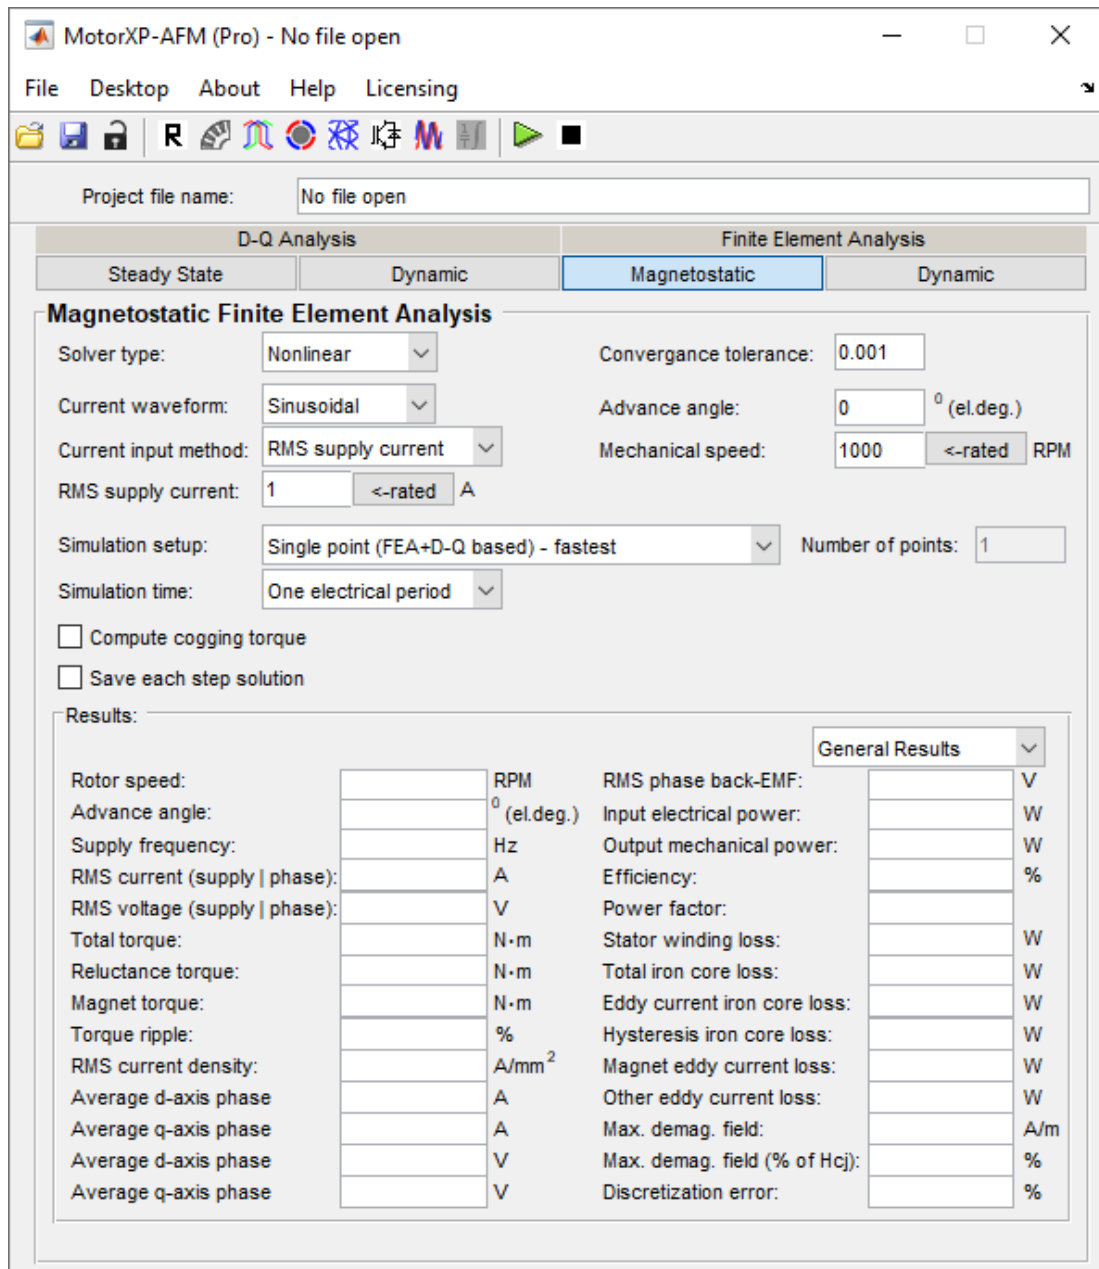 MotorXP-AFM (Pro) - No file open
File Desktop About Help Licensing
R
Project file name: No file open
D-Q Analysis Finite Element Analysis
Steady State Dynamic Magnetostatic Dynamic
Magnetostatic Finite Element Analysis
Solver type: Nonlinear Convergance tolerance: 0.001
Current waveform: Sinusoidal Advance angle: 0 0 (el.deg.)
Current input method: RMS supply current Mechanical speed: 1000 <-rated RPM
RMS supply current: 1 <-rated A
Simulation setup: Single point (FEA+D-Q based) - fastest Number of points: 1
Simulation time: One electrical period
Compute cogging torque
Save each step solution
Results:
General Results
Rotor speed: RPM RMS phase back-EMF: V
Advance angle: 0 (el.deg.) Input electrical power: W
Supply frequency: Hz Output mechanical power: W
RMS current (supply | phase): A Efficiency: %
RMS voltage (supply | phase): V Power factor:
Total torque: N·m Stator winding loss: W
Reluctance torque: N·m Total iron core loss: W
Magnet torque: N·m Eddy current iron core loss: W
Torque ripple: % Hysteresis iron core loss: W
RMS current density: A/mm2 Magnet eddy current loss: W
Average d-axis phase A Other eddy current loss: W
Average q-axis phase A Max. demag. field: A/m
Average d-axis phase V Max. demag. field (% of Hcj): %
Average q-axis phase V Discretization error: %